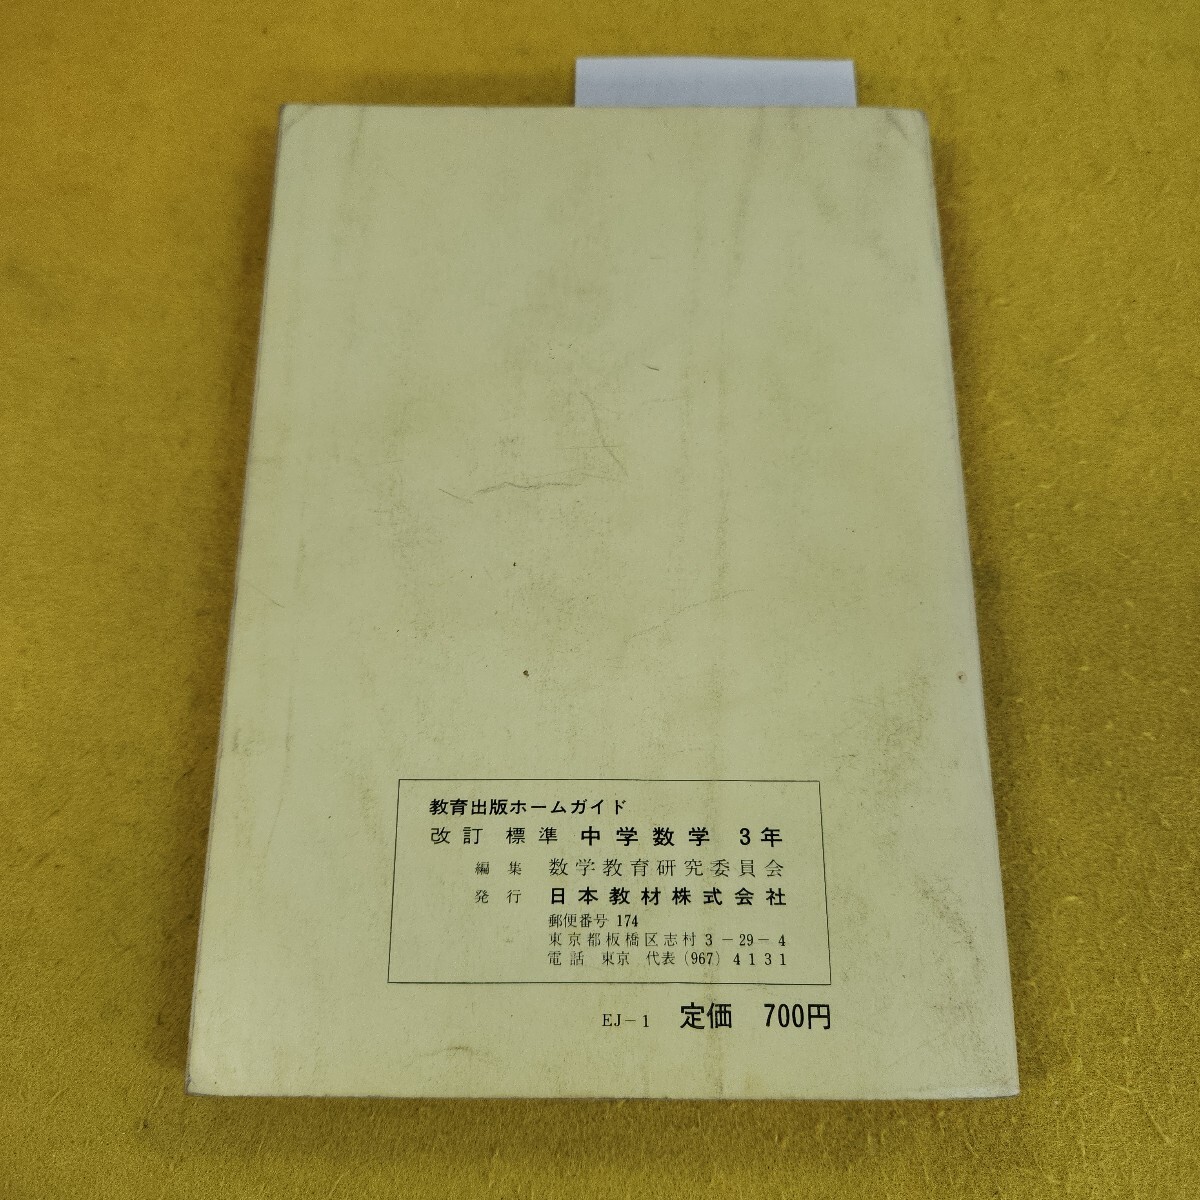 教育出版ホームガイド
改訂 標準 中学数学 3年
編集 数学教育研究委員会
発行 日本教材株式会社
郵便番号 174
東京都板橋区志村3-29-4
電話 東京 代表(967)4131
EJ-1 定価 700円